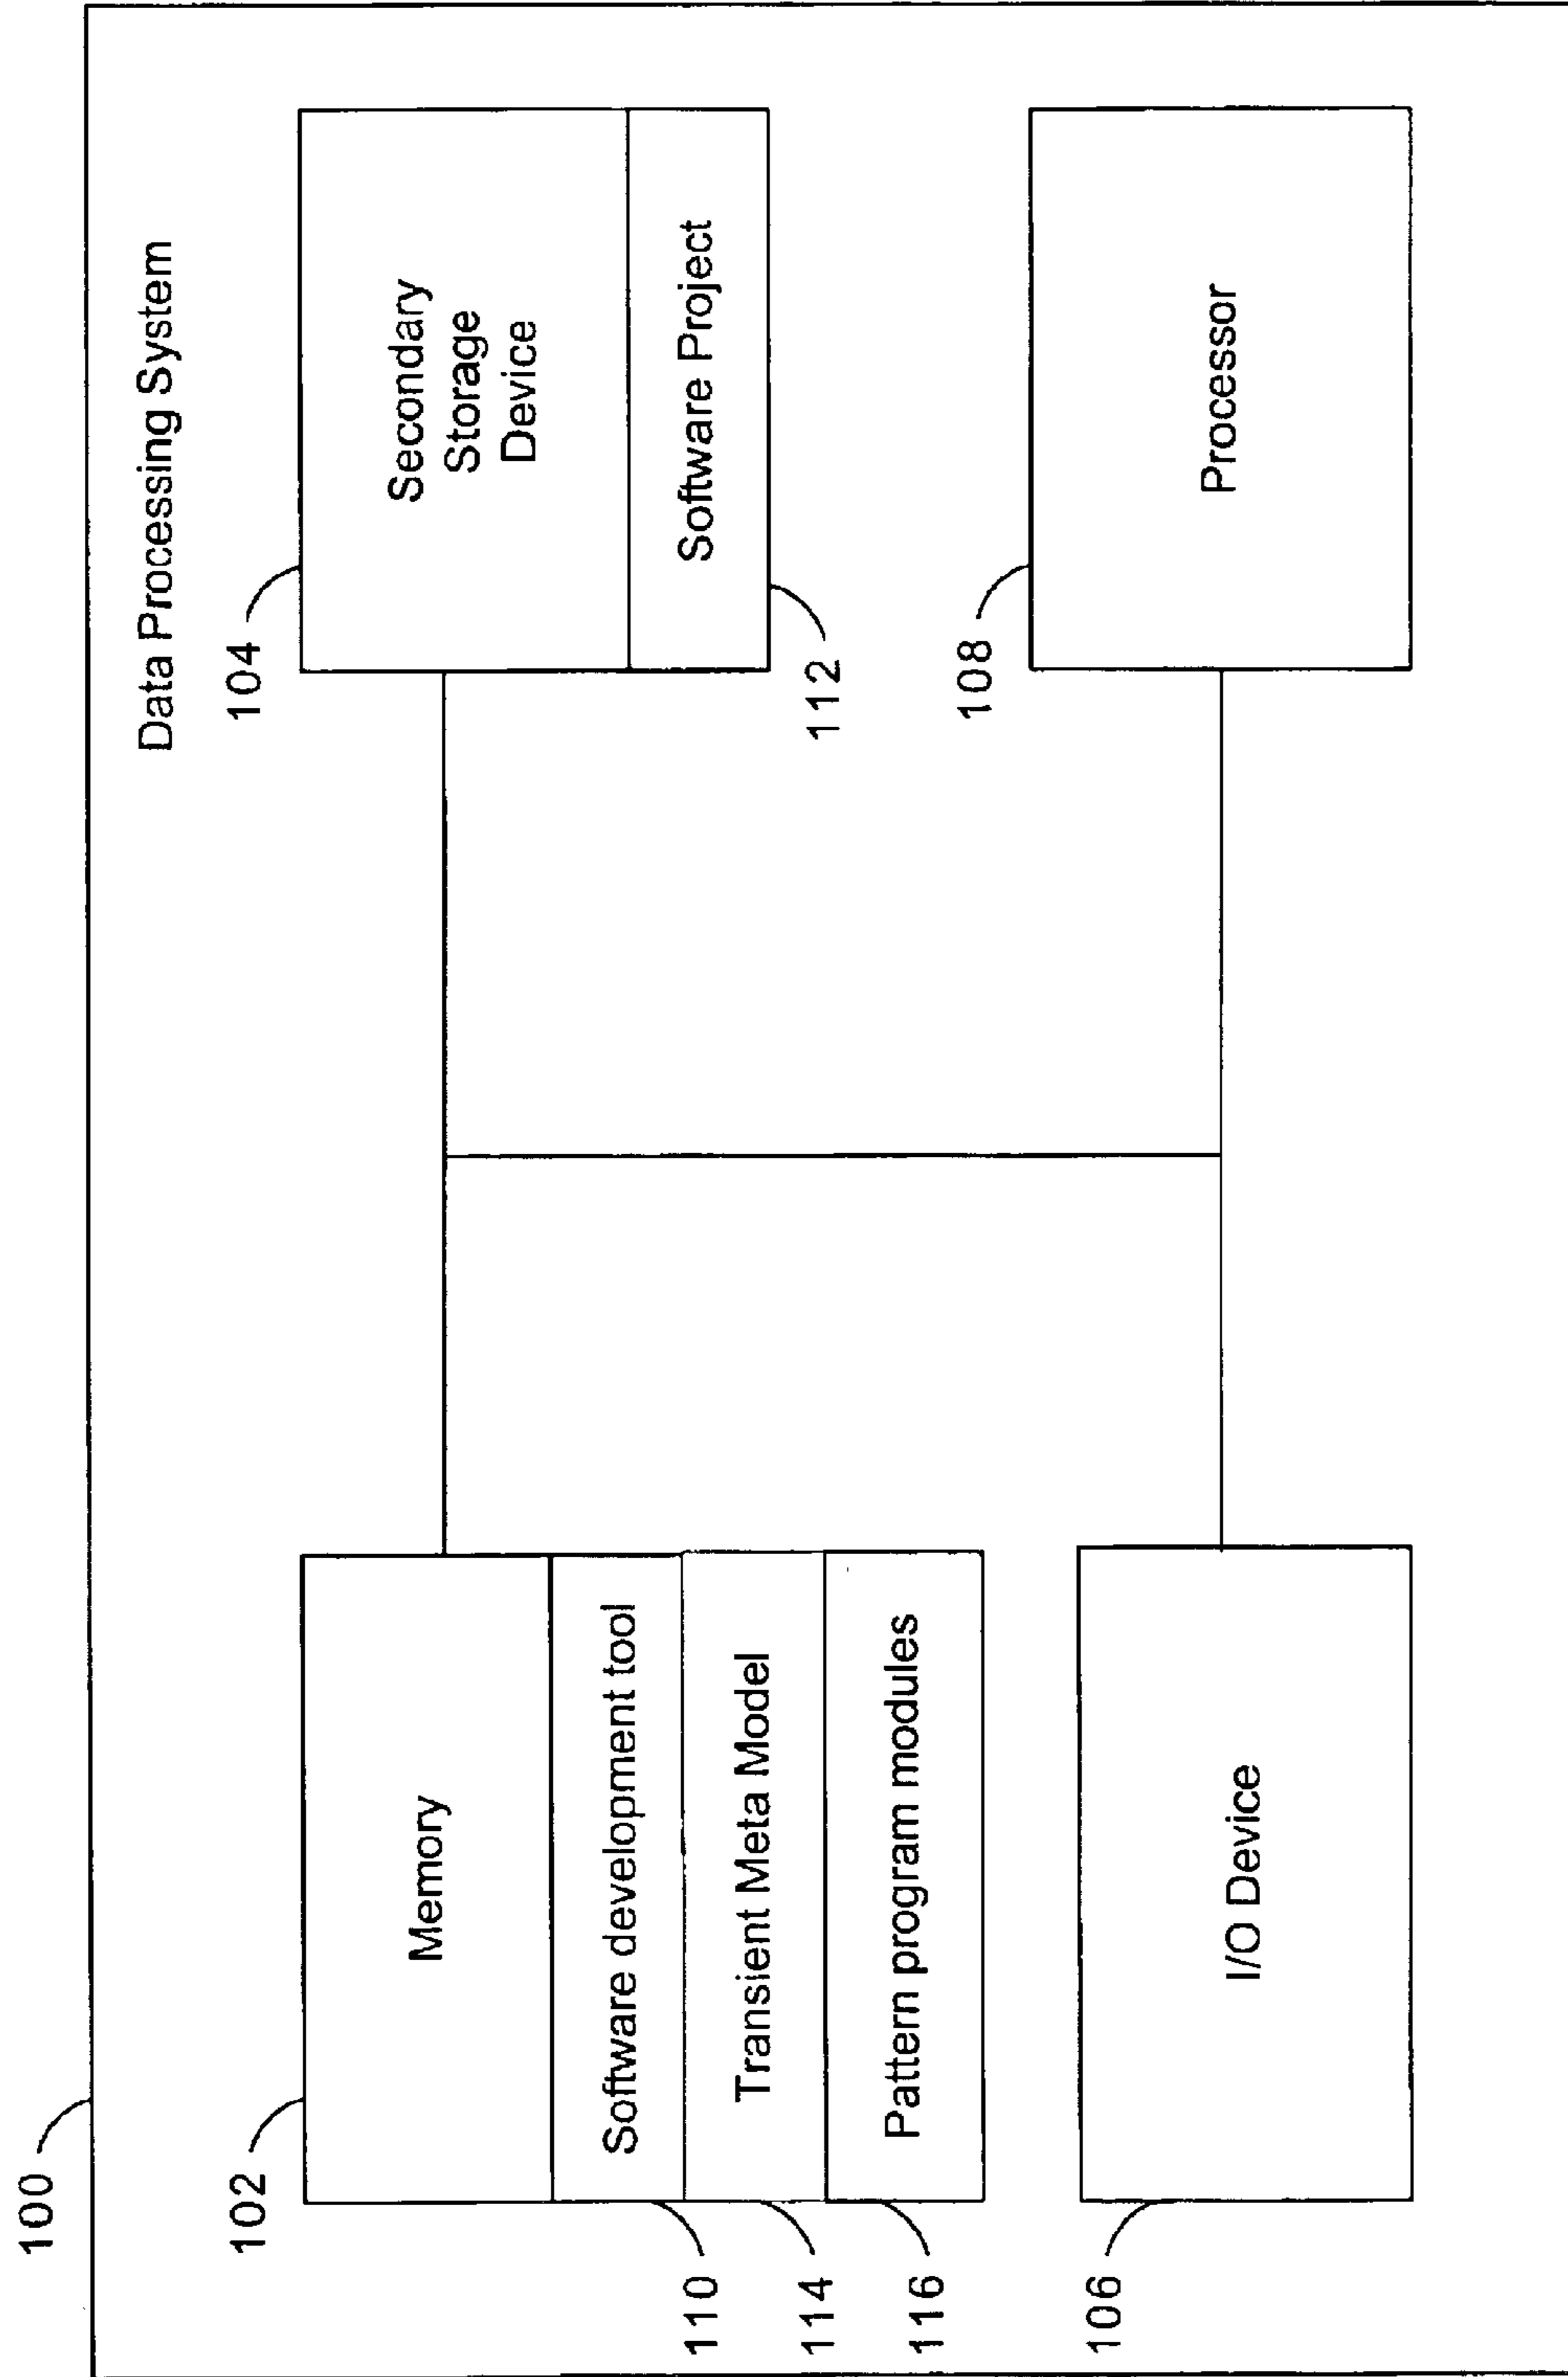 100
Data Processing System
102
Memory
110
Software development tool
114
Transient Meta Model
116
Pattern program modules
104
Secondary
Storage
Device
112
Software Project
106
I/O Device
108
Processor